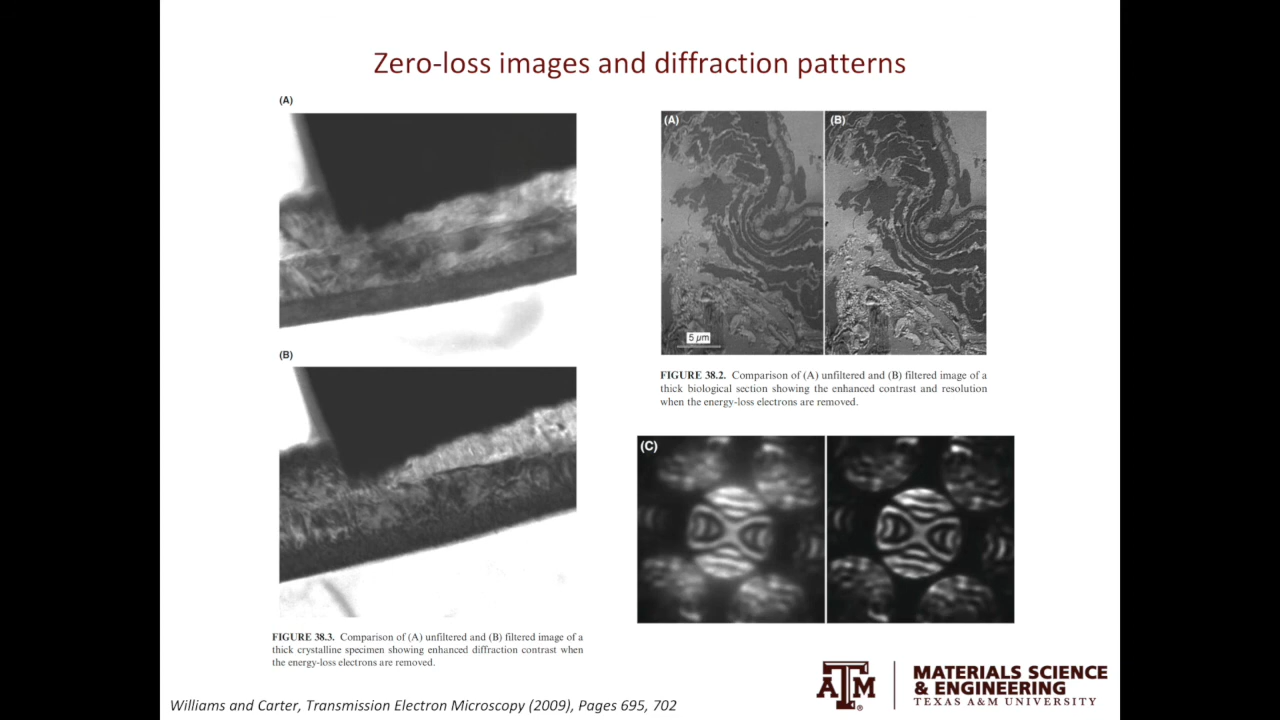 Zero-loss images and diffraction patterns
(A)
(B)
FIGURE 38.3. Comparison of (A) unfiltered and (B) filtered image of a
thick crystalline specimen showing enhanced diffraction contrast when
the energy-loss electrons are removed.
(A)
(B)
5 μm
FIGURE 38.2. Comparison of (A) unfiltered and (B) filtered image of a
thick biological section showing the enhanced contrast and resolution
when the energy-loss electrons are removed.
(C)
Williams and Carter, Transmission Electron Microscopy (2009), Pages 695, 702
ATM
MATERIALS SCIENCE
& ENGINEERING
TEXAS A&M UNIVERSITY